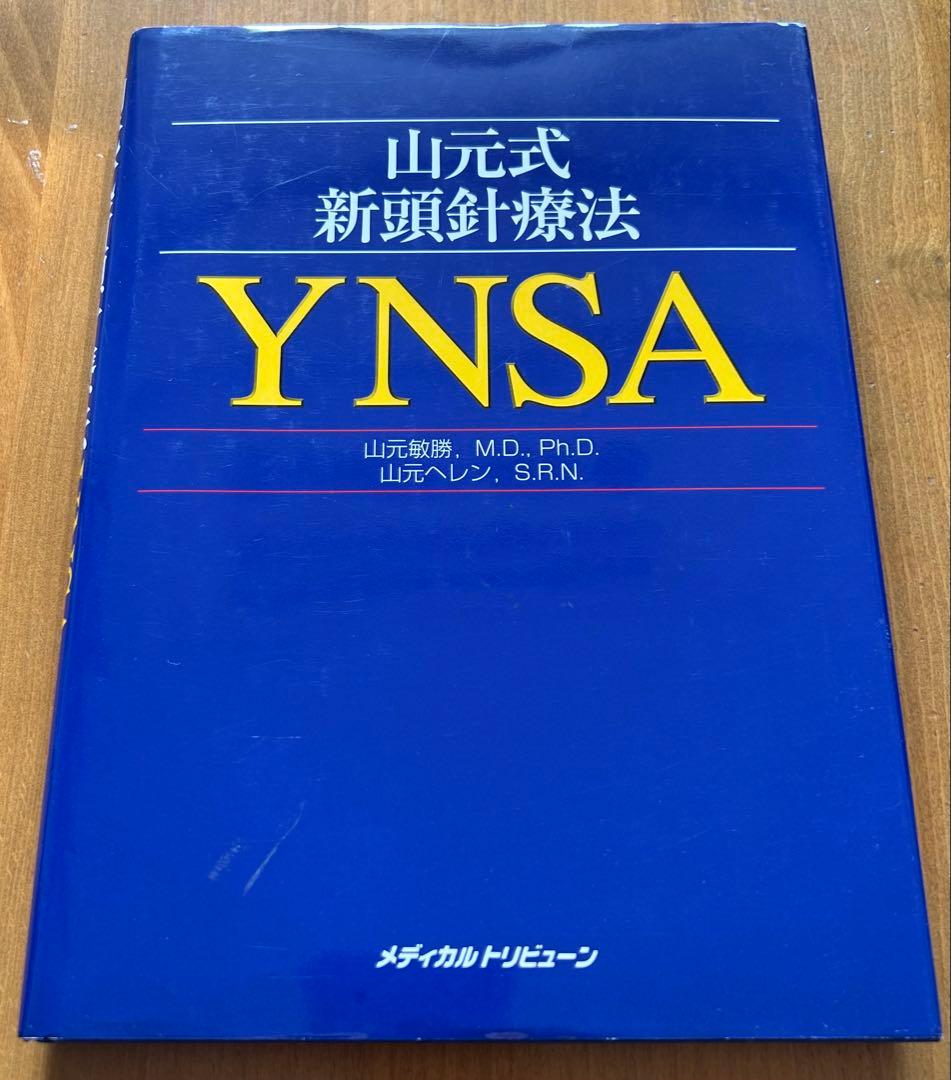 山元式
新頭針療法
YNSA
山元敏勝, M.D., Ph.D.
山元ヘレン, S.R.N.
メディカルトリビューン